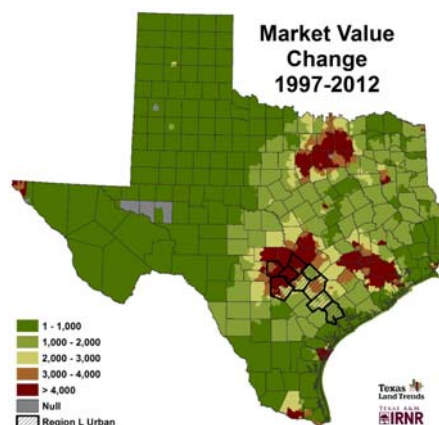 Market Value
Change
1997-2012
1 - 1,000
1,000 - 2,000
2,000 - 3,000
3,000 - 4,000
> 4,000
Null
Region L Urban
Texas
Land Trends
TEXAS A&M
IRNR